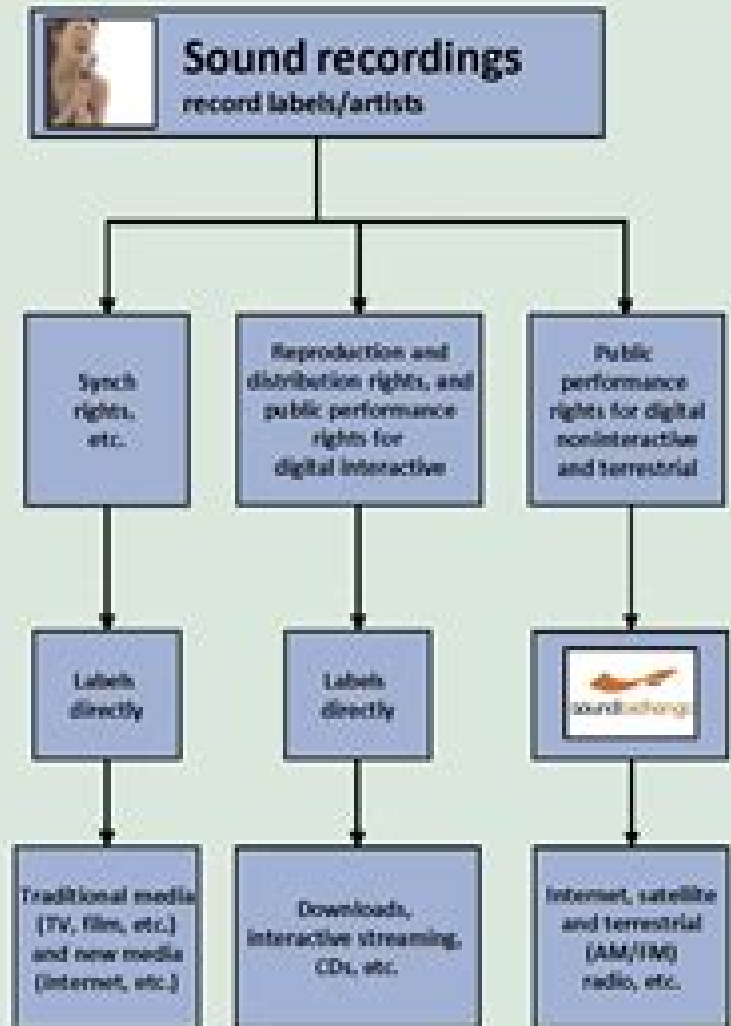 Sound recordings
record labels/artists
Synch
rights,
etc.
Reproduction and
distribution rights, and
public performance
rights for
digital interactive
Public
performance
rights for digital
noninteractive
and terrestrial
Labels
directly
Labels
directly
soundexchange
Traditional media
(TV, film, etc.)
and new media
(internet, etc.)
Downloads,
interactive streaming,
CDs, etc.
Internet, satellite
and terrestrial
(AM/FM)
radio, etc.